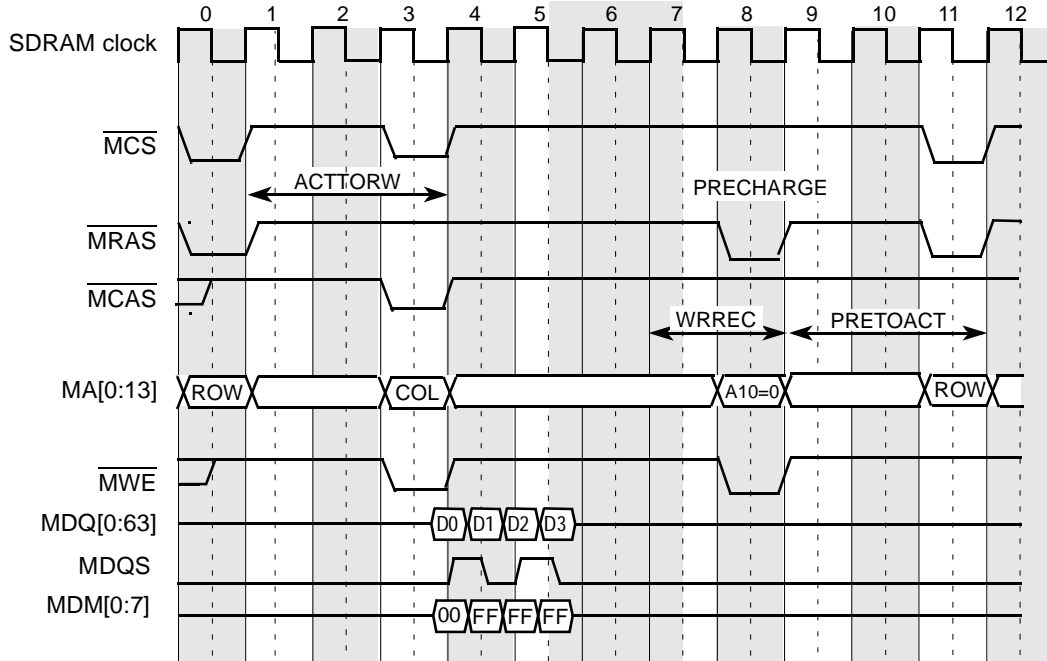 0 1 2 3 4 5 6 7 8 9 10 11 12
SDRAM clock
MCS
ACTTORW
PRECHARGE
MRAS
MCAS
WRREC
PRETOACT
MA[0:13] ROW COL A10=0 ROW
MWE
MDQ[0:63] D0 D1 D2 D3
MDQS
MDM[0:7] 00 FF FF FF